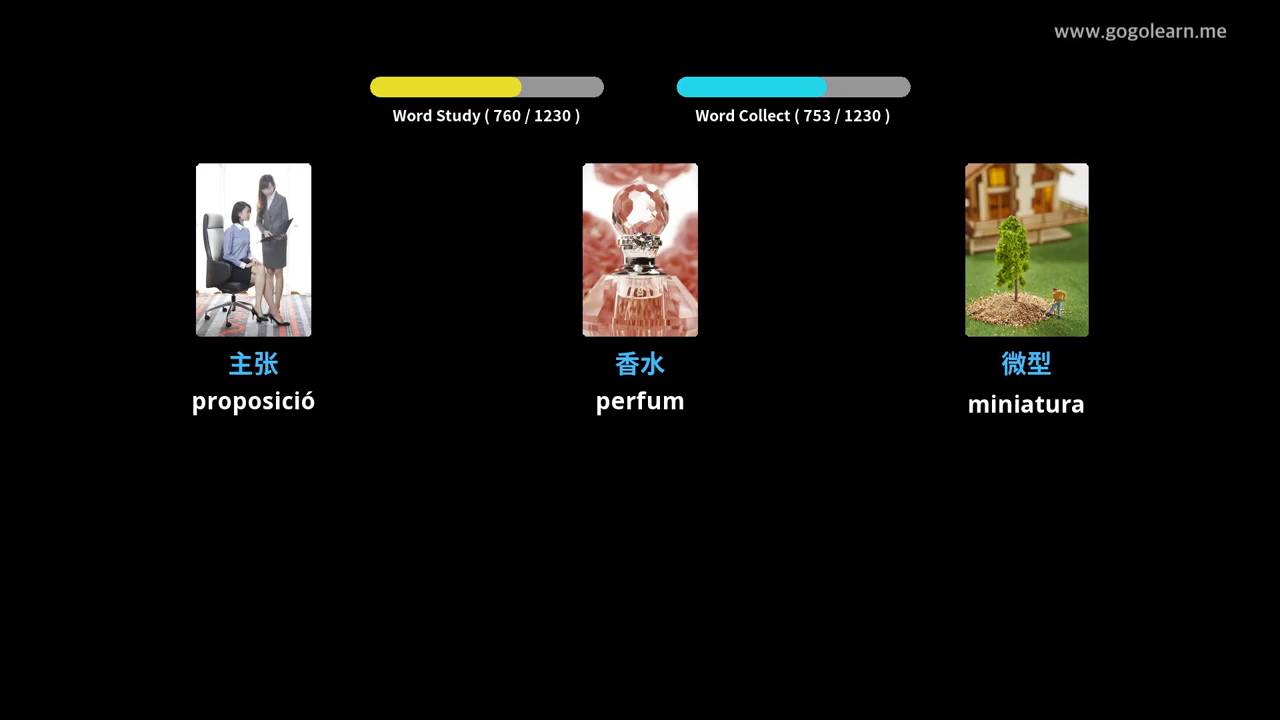 www.gogolearn.me
Word Study ( 760 / 1230 )
Word Collect ( 753 / 1230 )
主张
香水
微型
proposició
perfum
miniatura